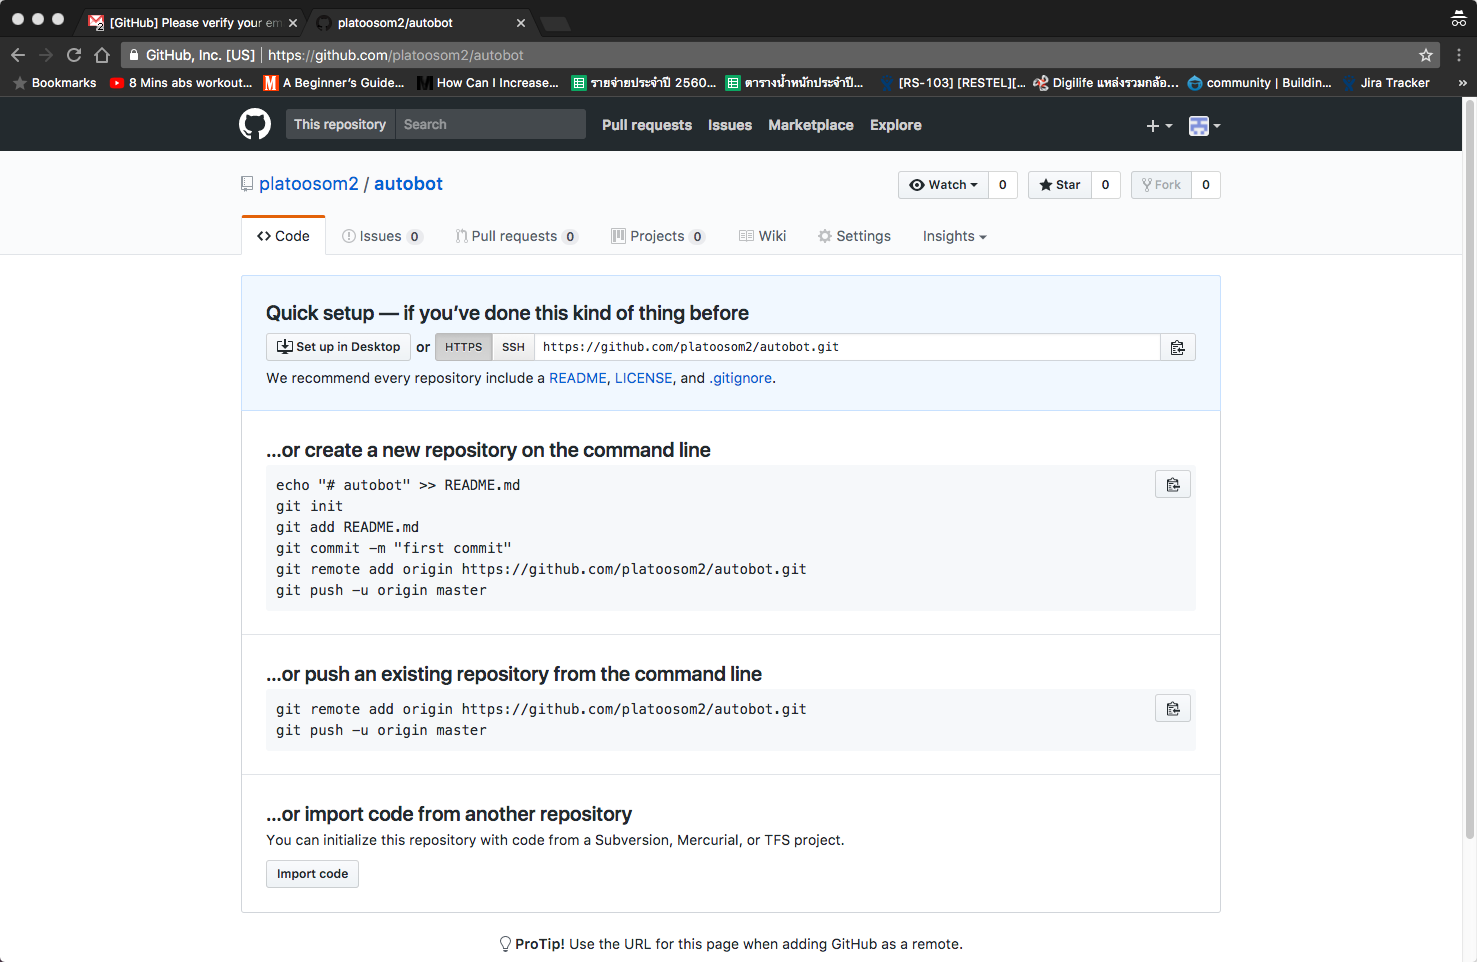 [GitHub] Please verify your em
platoosom2/autobot
GitHub, Inc. [US] | https://github.com/platoosom2/autobot
Bookmarks 8 Mins abs workout... A Beginner's Guide... How Can I Increase... รายจ่ายประจำปี 2560... ตารางน้ำหนักประจำปี... [RS-103] [RESTEL][... Digilife แหล่งรวมกล้อ... community | Buildin... Jira Tracker »
This repository Search Pull requests Issues Marketplace Explore
platoosom2 / autobot Watch 0 Star 0 Fork 0
Code Issues 0 Pull requests 0 Projects 0 Wiki Settings Insights
Quick setup — if you've done this kind of thing before
Set up in Desktop or HTTPS SSH https://github.com/platoosom2/autobot.git
We recommend every repository include a README, LICENSE, and .gitignore.
...or create a new repository on the command line
echo "# autobot" >> README.md
git init
git add README.md
git commit -m "first commit"
git remote add origin https://github.com/platoosom2/autobot.git
git push -u origin master
...or push an existing repository from the command line
git remote add origin https://github.com/platoosom2/autobot.git
git push -u origin master
...or import code from another repository
You can initialize this repository with code from a Subversion, Mercurial, or TFS project.
Import code
ProTip! Use the URL for this page when adding GitHub as a remote.